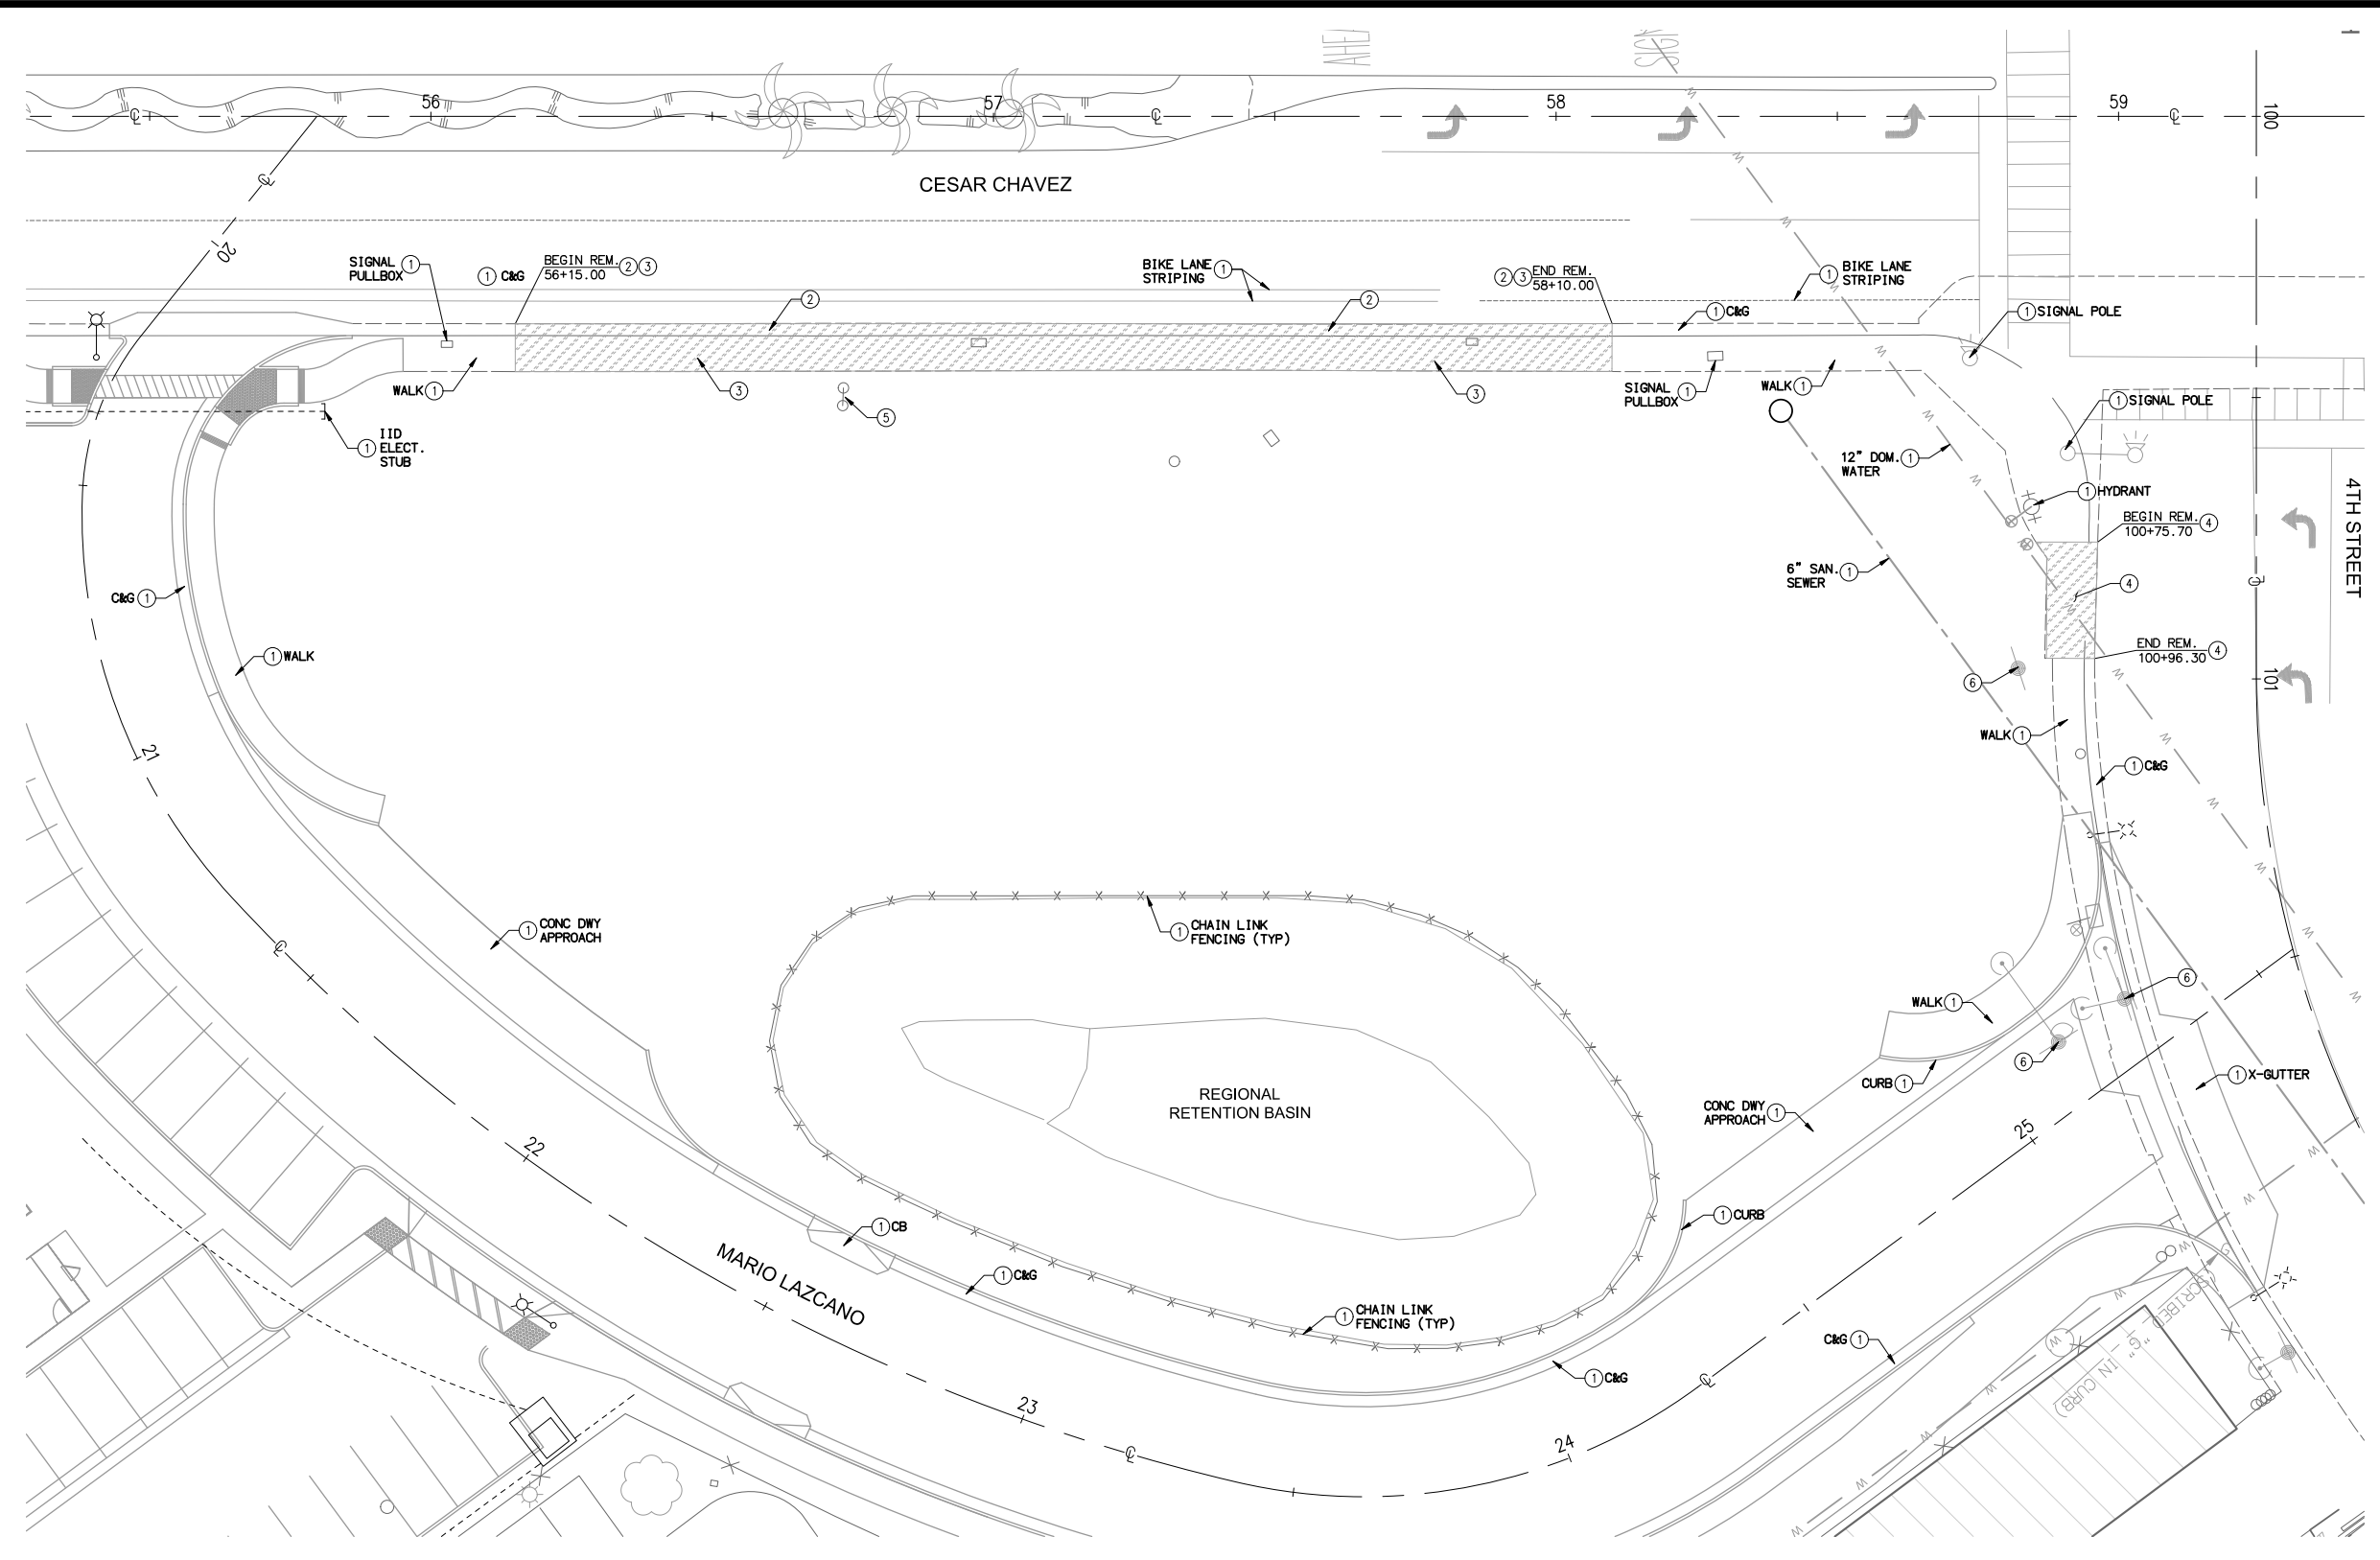 56
57
58
59
100
CESAR CHAVEZ
20
SIGNAL 1
PULLBOX
1 C&G
BEGIN REM. 2 3
56+15.00
BIKE LANE 1
STRIPING
2 3 END REM.
58+10.00
1 BIKE LANE
STRIPING
2
2
1 C&G
1 SIGNAL POLE
WALK 1
3
3
5
SIGNAL 1
PULLBOX
WALK 1
1 SIGNAL POLE
1 IID
ELECT.
STUB
12" DOM. 1
WATER
1 HYDRANT
4TH STREET
BEGIN REM. 4
100+75.70
6" SAN. 1
SEWER
4
C&G 1
END REM. 4
100+96.30
1 WALK
6
101
WALK 1
21
1 C&G
1 CONC DWY
APPROACH
1 CHAIN LINK
FENCING (TYP)
6
WALK 1
6
CURB 1
1 X-GUTTER
REGIONAL
RETENTION BASIN
CONC DWY 1
APPROACH
25
22
1 CB
1 CURB
MARIO LAZCANO
1 C&G
1 CHAIN LINK
FENCING (TYP)
C&G 1
(SCRIBED "G" IN CURB)
1 C&G
23
24